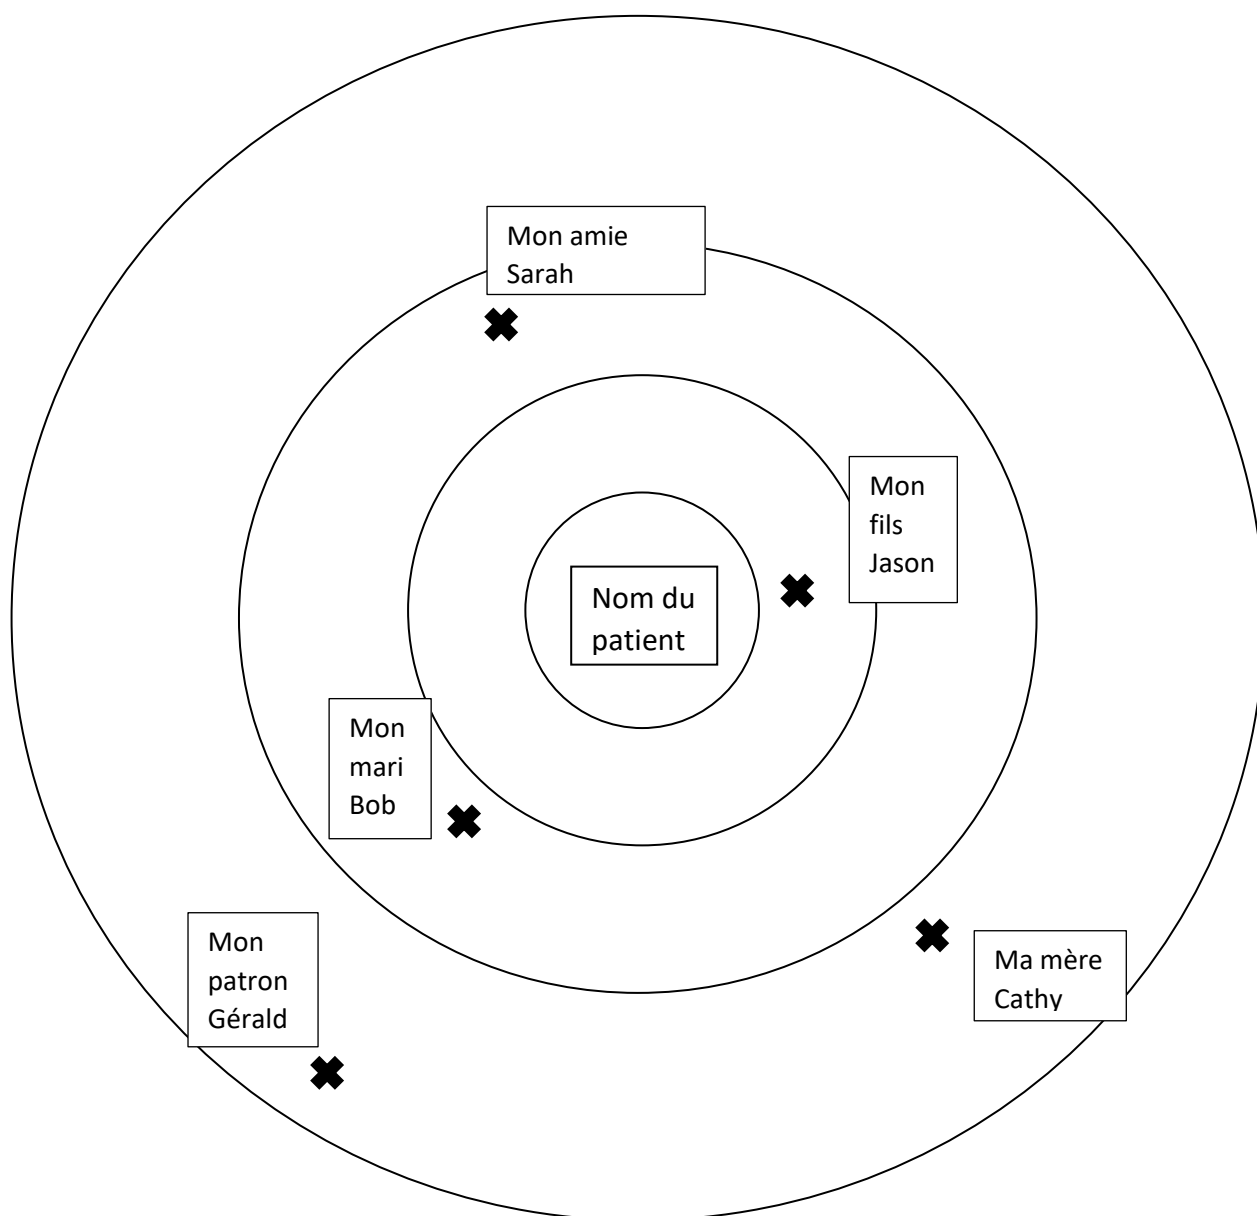 Mon amie
Sarah
Mon
fils
Jason
Nom du
patient
Mon
mari
Bob
Mon
patron
Gérald
Ma mère
Cathy